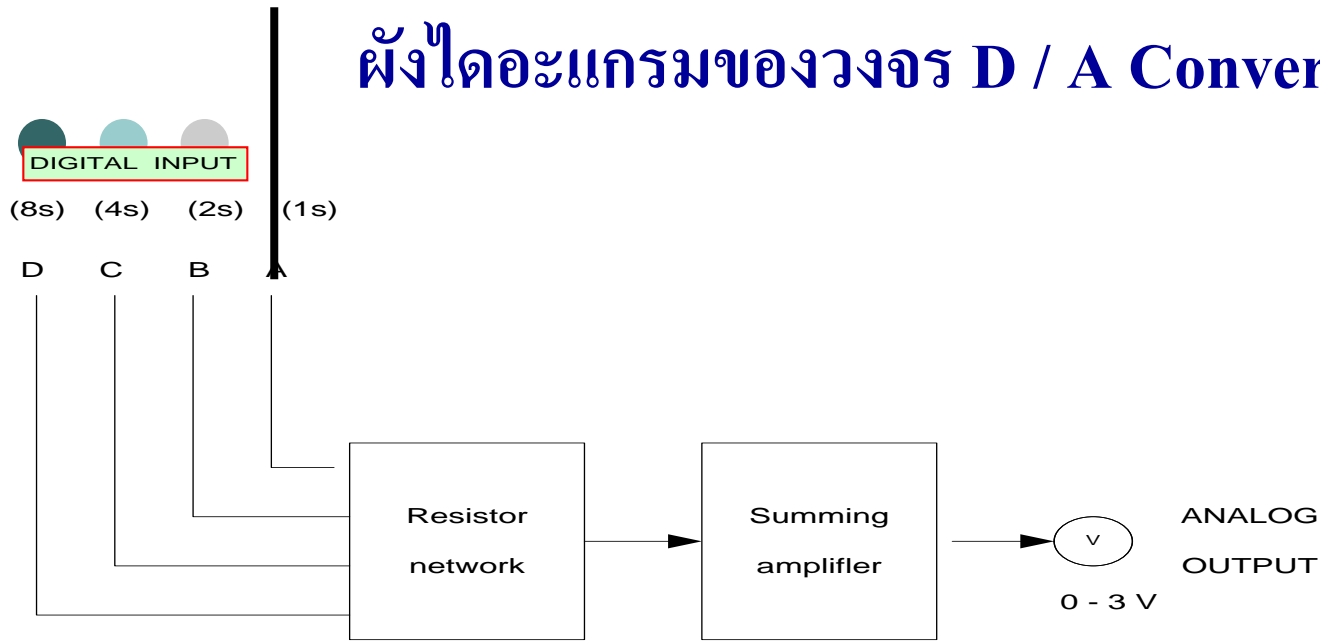 ผังไดอะแกรมของวงจร D / A Conver
DIGITAL INPUT
(8s) (4s) (2s) (1s)
D C B A
Resistor
network
Summing
amplifler
V
0 - 3 V
ANALOG
OUTPUT